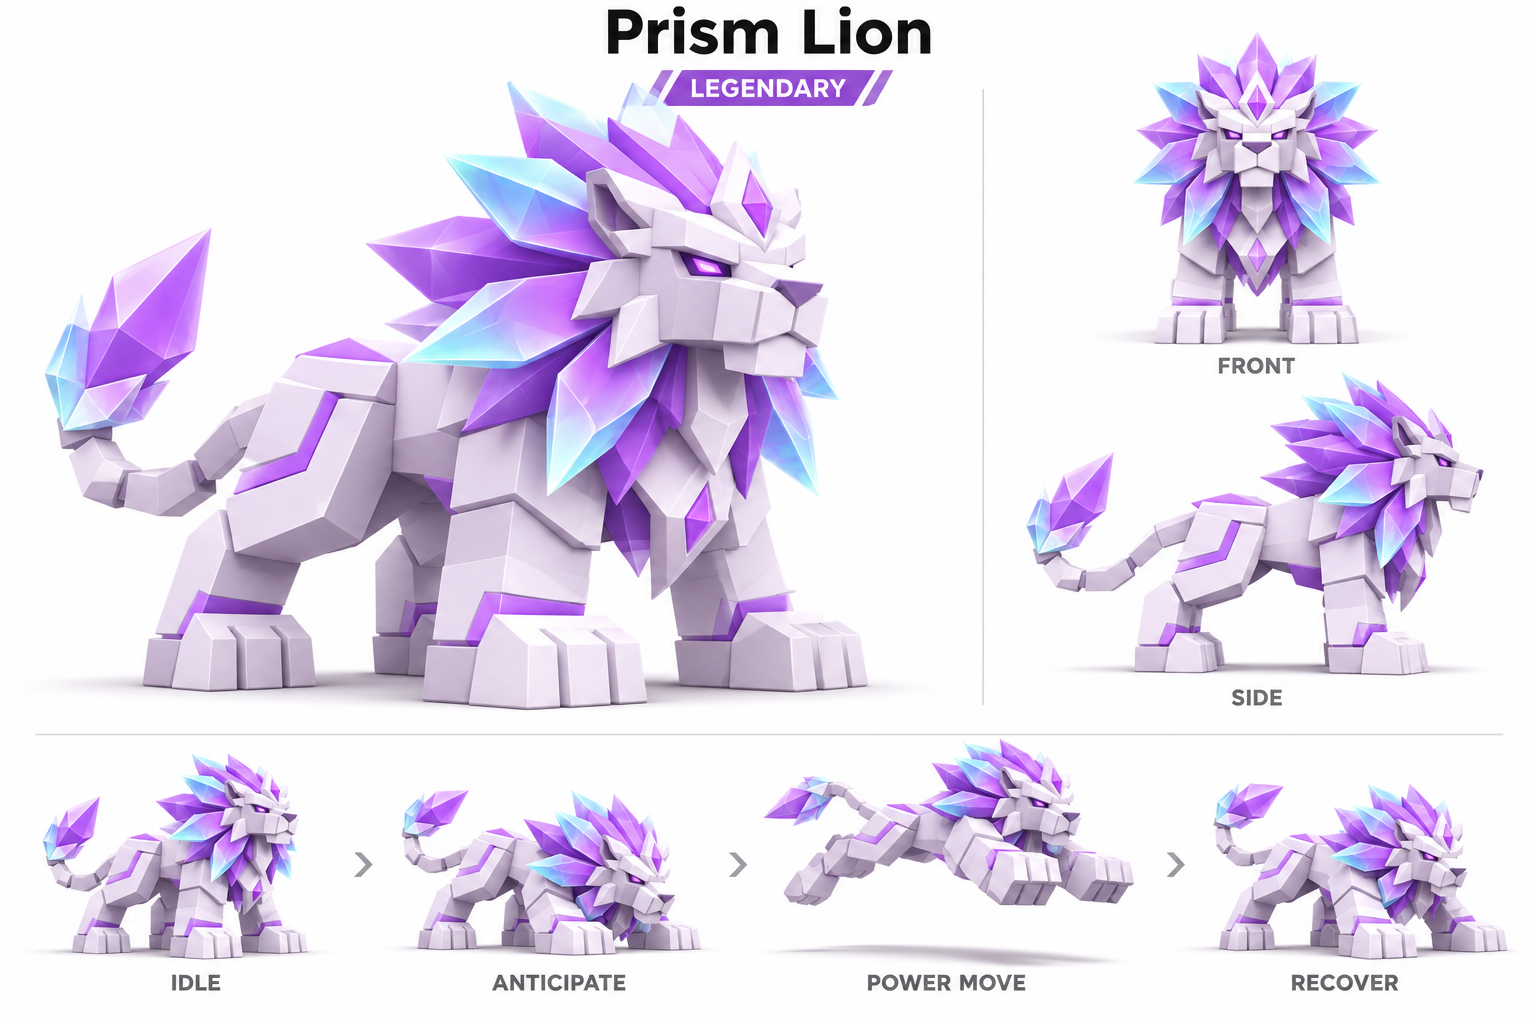 Prism Lion
LEGENDARY
FRONT
SIDE
IDLE
ANTICIPATE
POWER MOVE
RECOVER